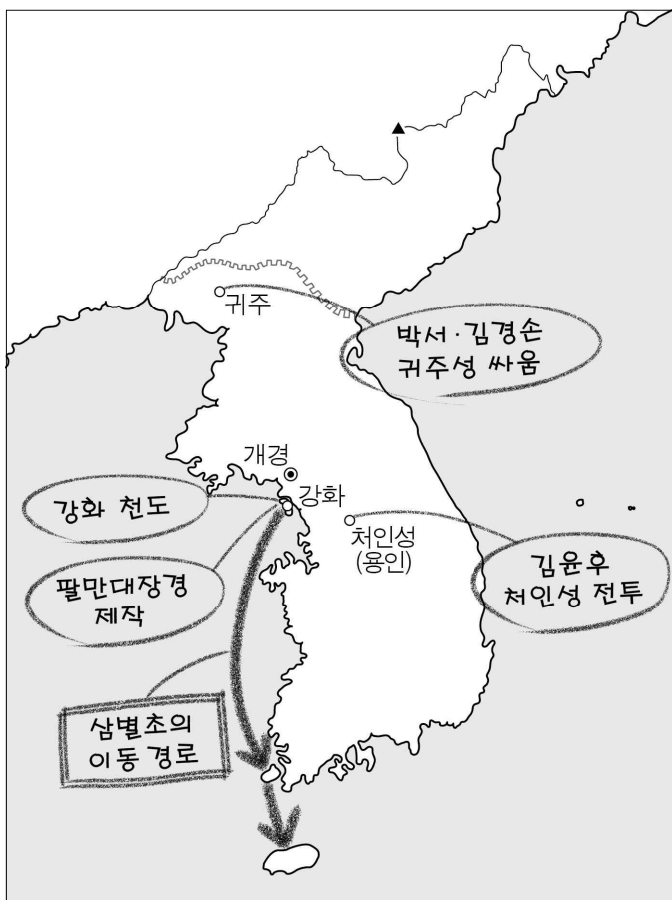 귀주
박서·김경손
귀주성 싸움
개경
강화
강화 천도
처인성
(용인)
팔만대장경
제작
김윤후
처인성 전투
삼별초의
이동 경로